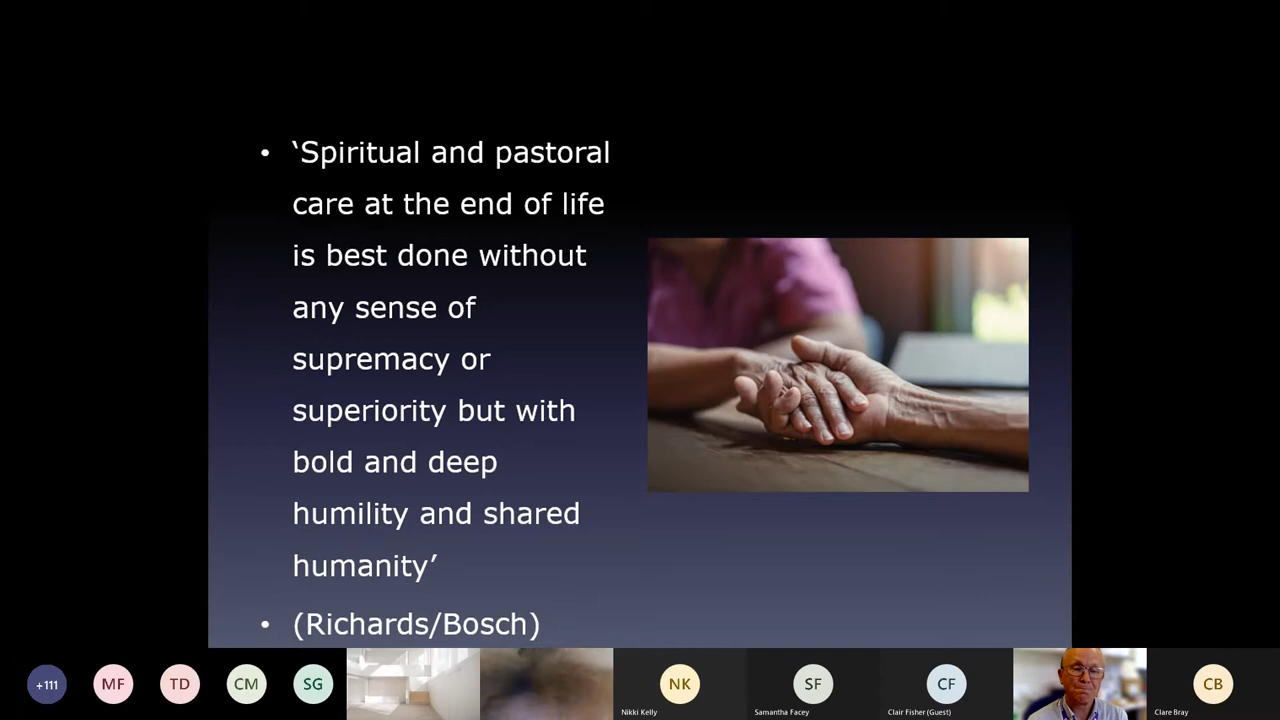 • ‘Spiritual and pastoral
care at the end of life
is best done without
any sense of
supremacy or
superiority but with
bold and deep
humility and shared
humanity’
• (Richards/Bosch)
+111 MF TD CM SG NK SF CF CB
Nikki Kelly Samantha Facey Clair Fisher (Guest) Clare Bray